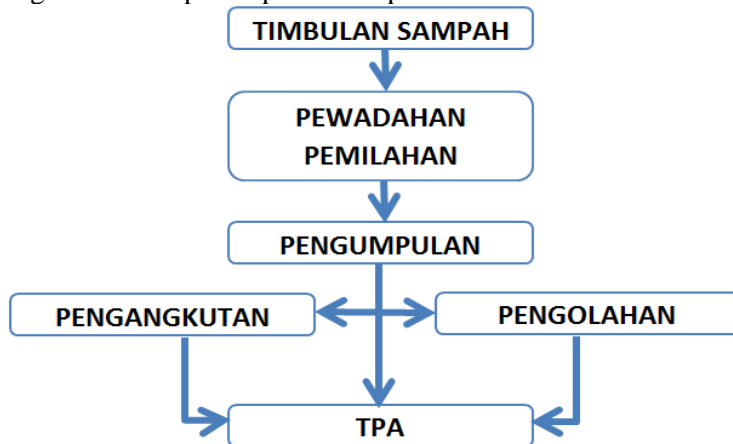 TIMBULAN SAMPAH
PEWADAHAN
PEMILAHAN
PENGUMPULAN
PENGANGKUTAN
PENGOLAHAN
TPA